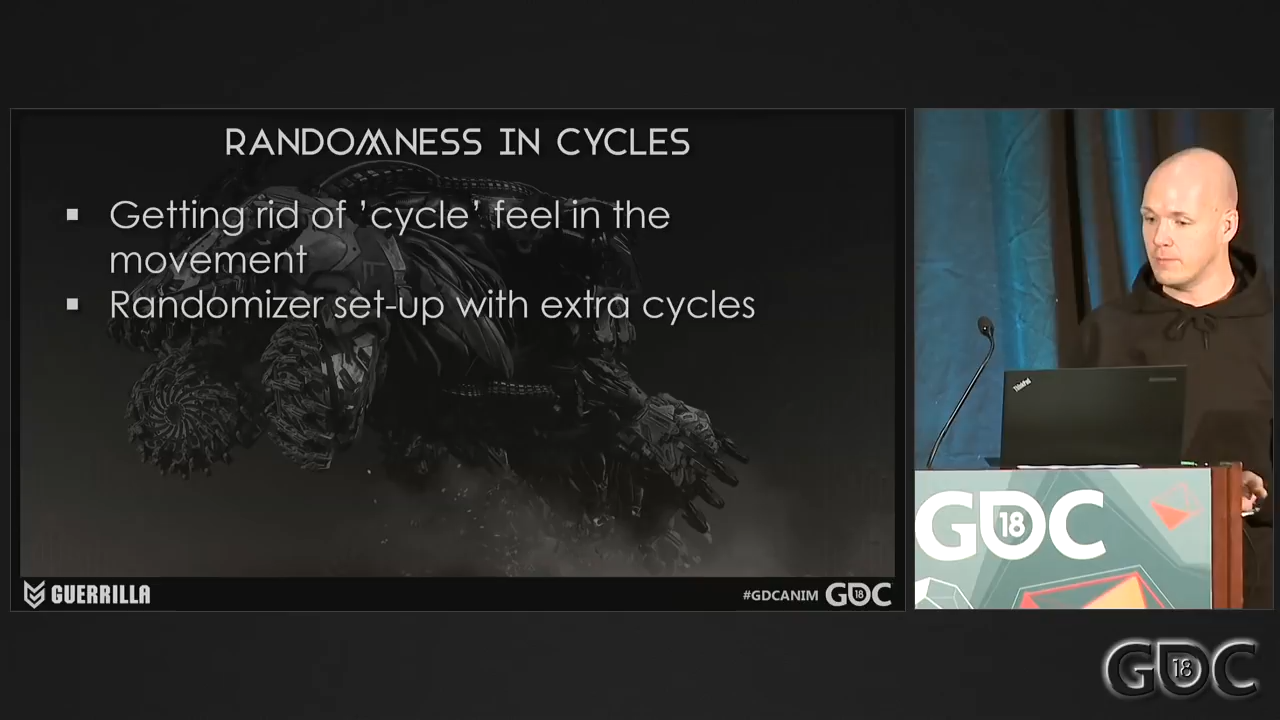 RANDOMNESS IN CYCLES
▪ Getting rid of ’cycle’ feel in the
movement
▪ Randomizer set-up with extra cycles
GUERRILLA
#GDCANIM GDC 18
ThinkPad
GDC 18
GDC 18